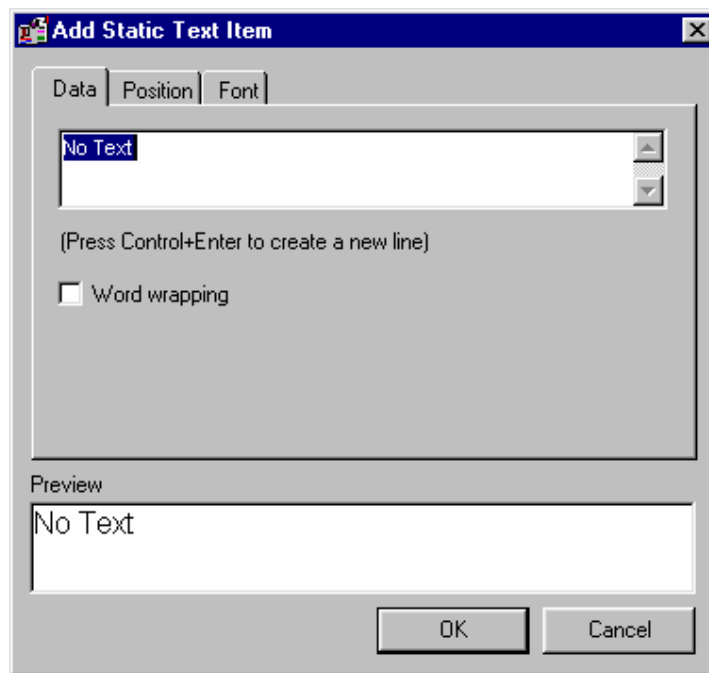 Add Static Text Item
Data Position Font
No Text
(Press Control+Enter to create a new line)
Word wrapping
Preview
No Text
OK Cancel